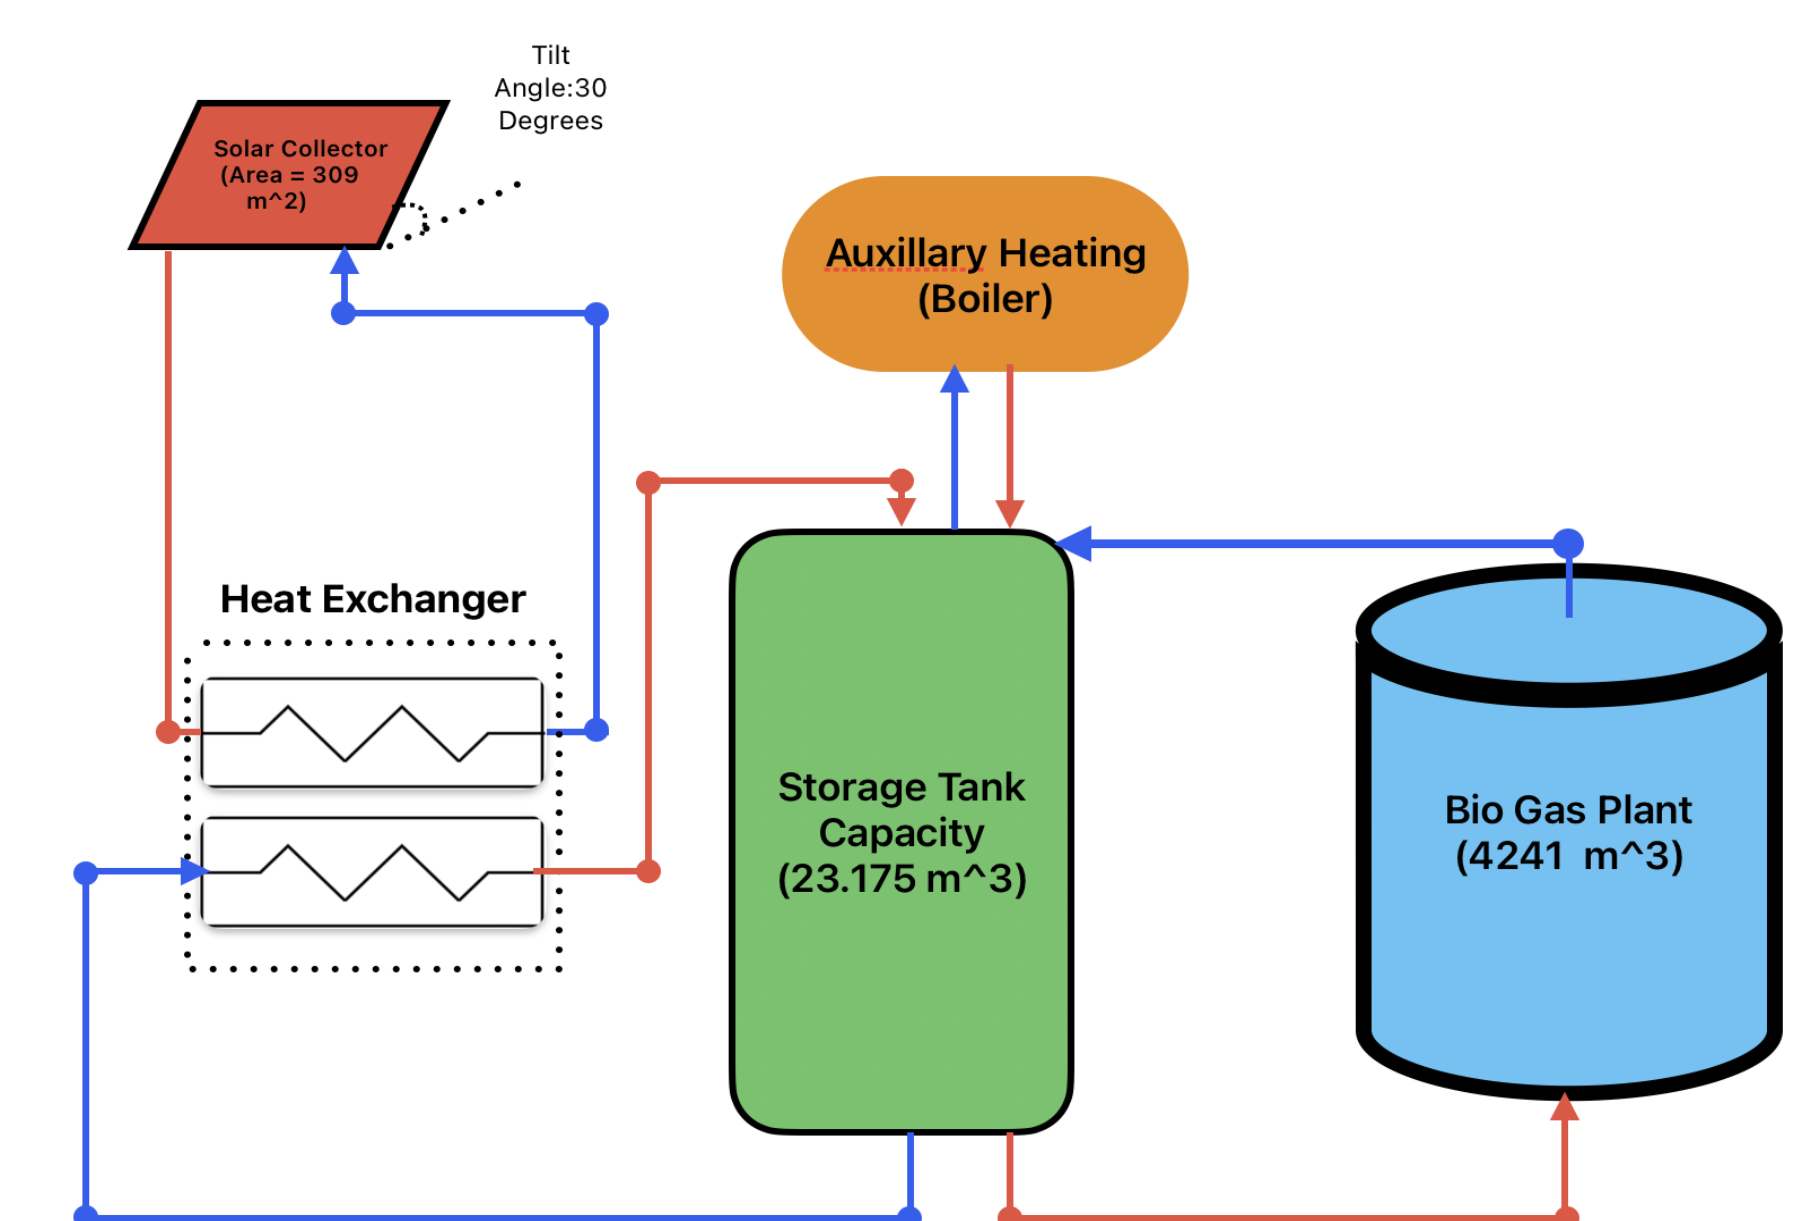 Tilt
Angle:30
Degrees
Solar Collector
(Area = 309
m^2)
Auxillary Heating
(Boiler)
Heat Exchanger
Storage Tank
Capacity
(23.175 m^3)
Bio Gas Plant
(4241 m^3)